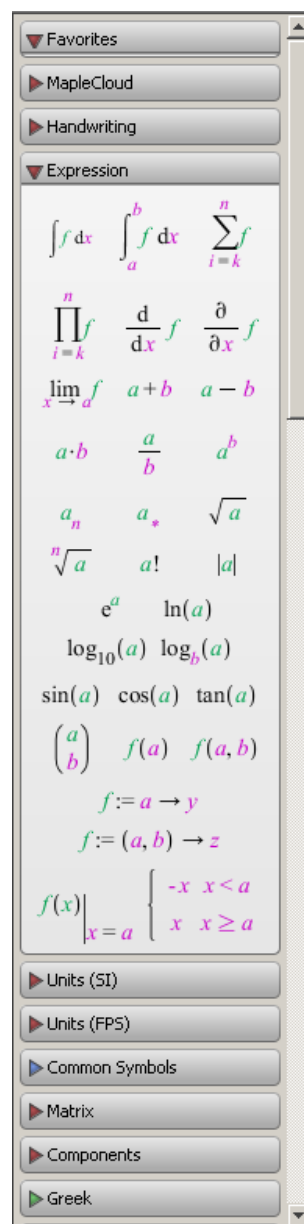 Favorites
MapleCloud
Handwriting
Expression
∫ f dx  ∫_a^b f dx  ∑_{i=k}^n f
∏_{i=k}^n f  d/dx f  ∂/∂x f
lim_{x→a} f  a+b  a−b
a·b  a/b  a^b
a_n  a_*  √a
ⁿ√a  a!  |a|
e^a  ln(a)
log_10(a)  log_b(a)
sin(a)  cos(a)  tan(a)
(a b)  f(a)  f(a, b)
f := a → y
f := (a, b) → z
f(x)|_{x=a}  { -x  x < a
x  x ≥ a
Units (SI)
Units (FPS)
Common Symbols
Matrix
Components
Greek